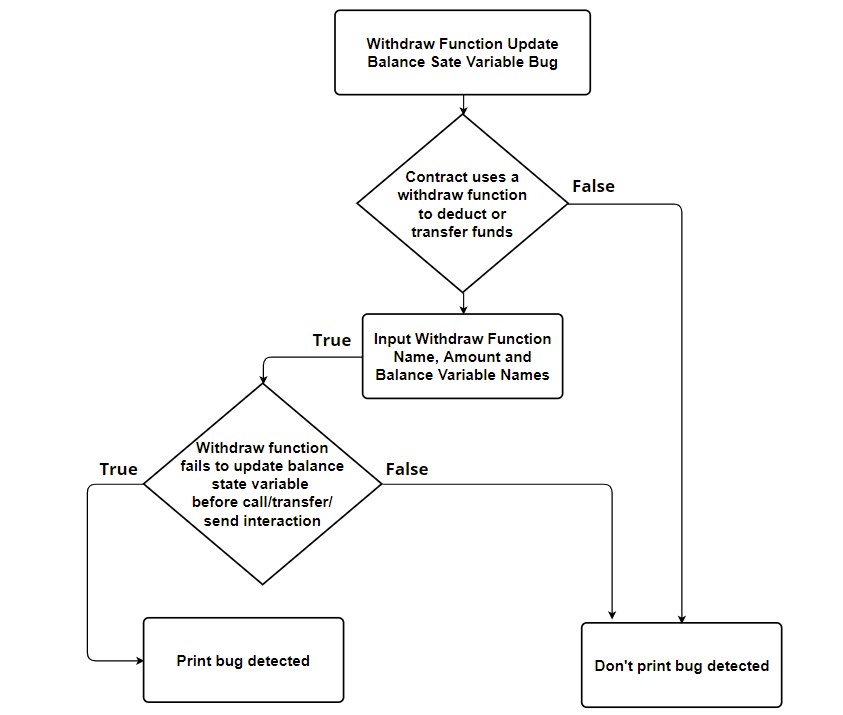 Withdraw Function Update
Balance Sate Variable Bug
Contract uses a
withdraw function
to deduct or
transfer funds
False
True
Input Withdraw Function
Name, Amount and
Balance Variable Names
Withdraw function
fails to update balance
state variable
before call/transfer/
send interaction
True
False
Print bug detected
Don't print bug detected